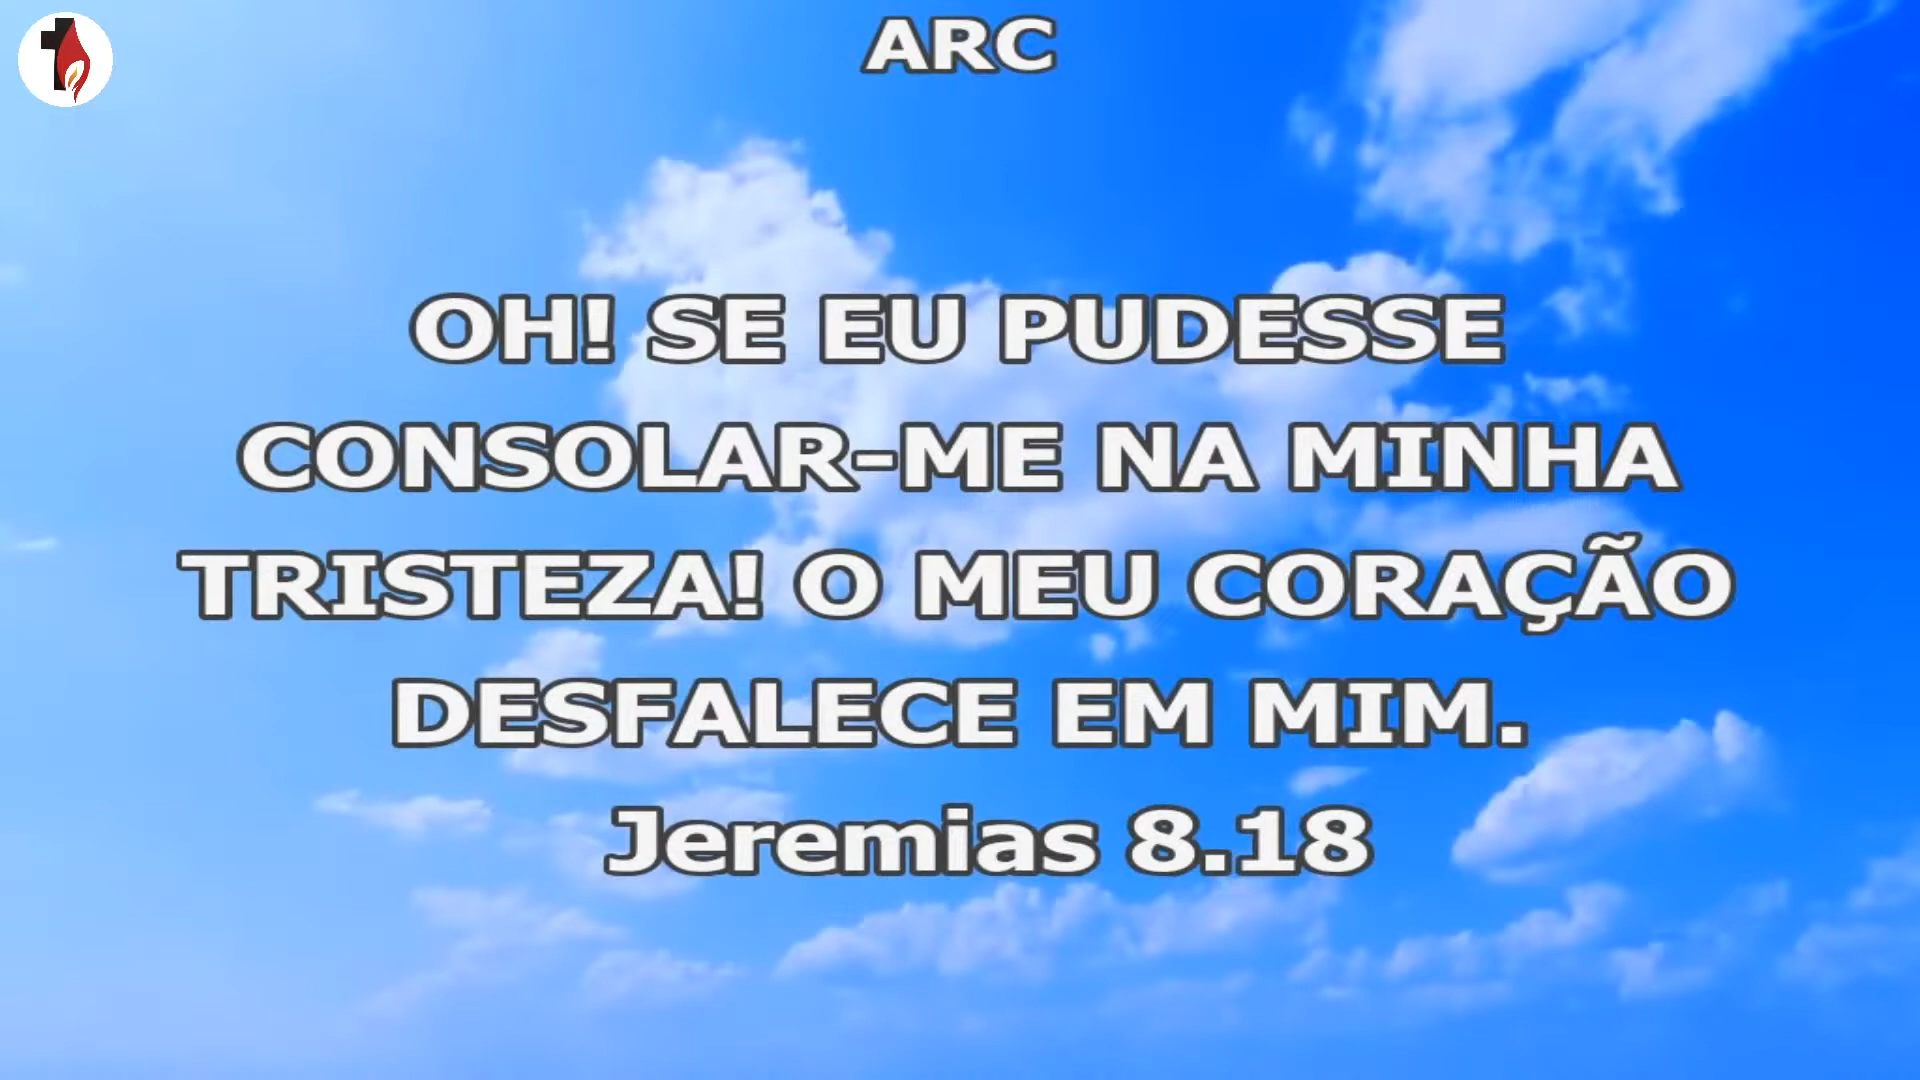 ARC
OH! SE EU PUDESSE
CONSOLAR-ME NA MINHA
TRISTEZA! O MEU CORAÇÃO
DESFALECE EM MIM.
Jeremias 8.18